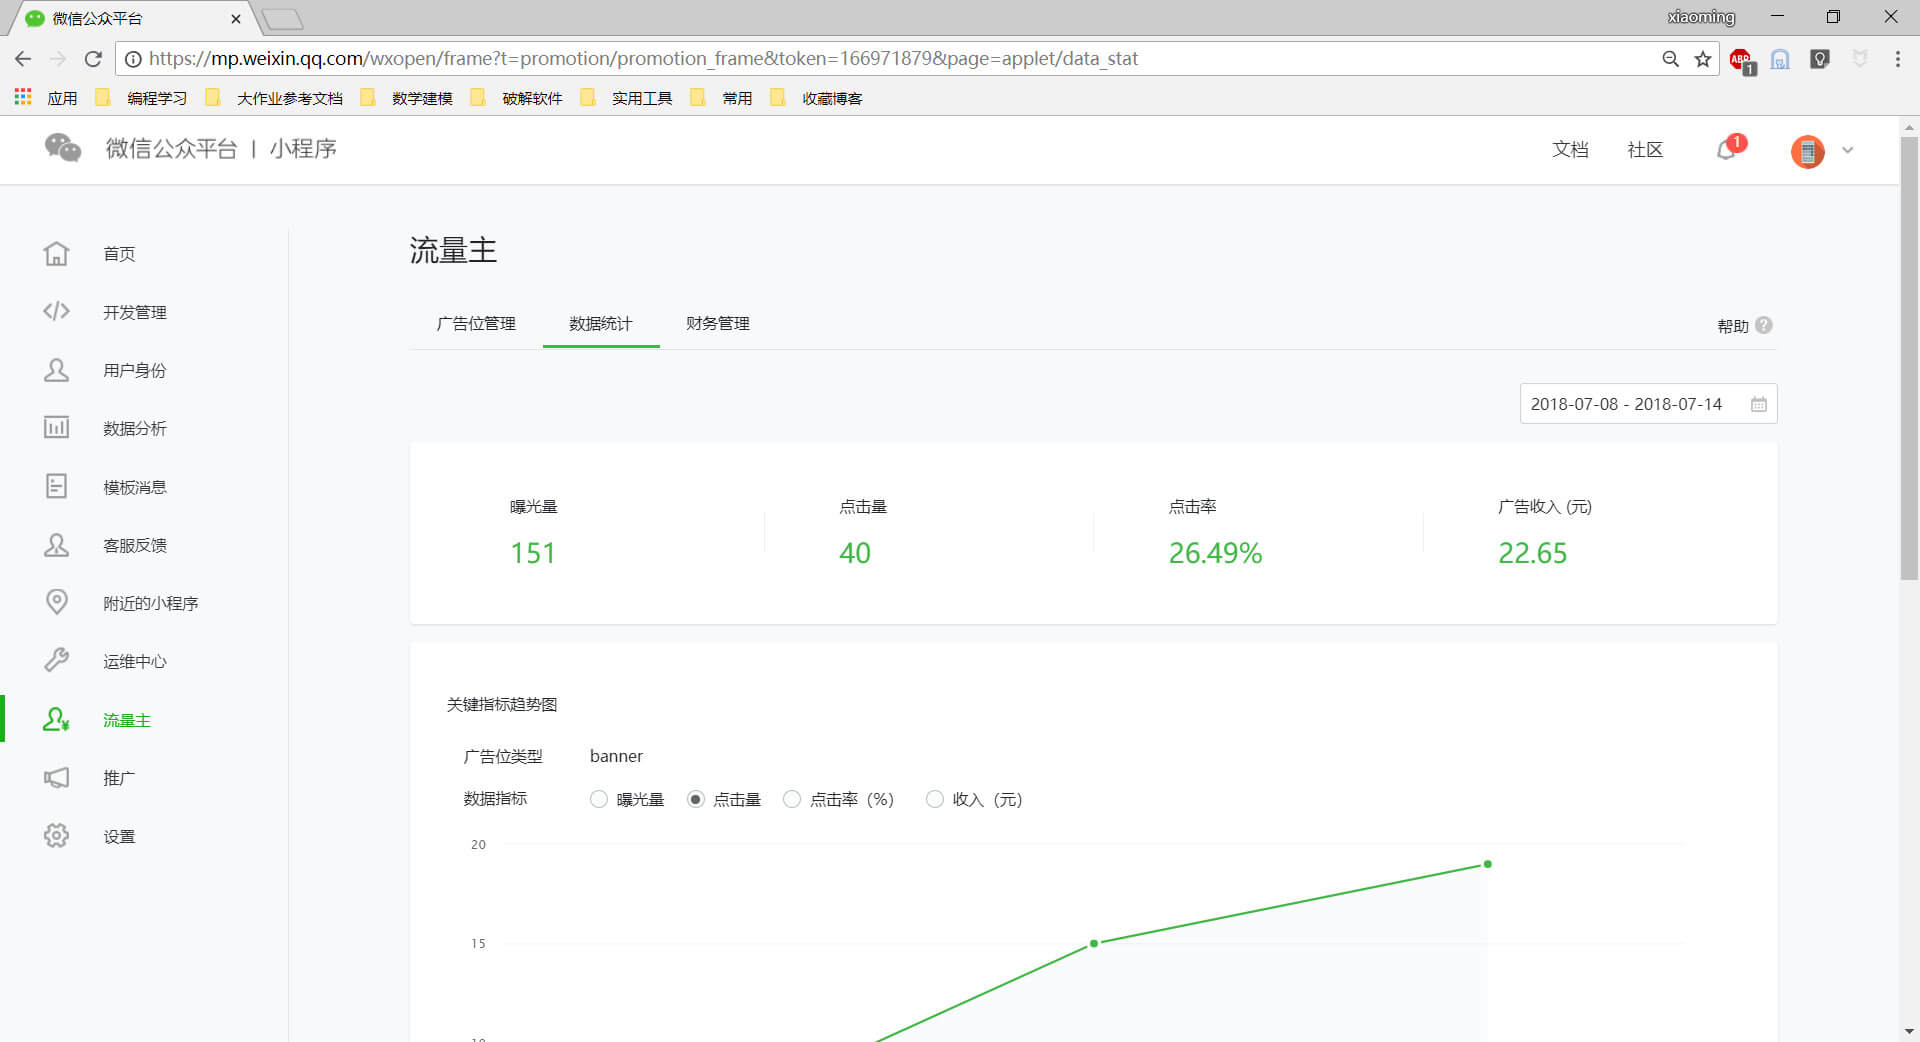 微信公众平台
xiaoming
https://mp.weixin.qq.com/wxopen/frame?t=promotion/promotion_frame&token=166971879&page=applet/data_stat
ABP 1
应用 编程学习 大作业参考文档 数学建模 破解软件 实用工具 常用 收藏博客
微信公众平台 | 小程序
文档 社区 1
首页
开发管理
用户身份
数据分析
模板消息
客服反馈
附近的小程序
运维中心
流量主
推广
设置
流量主
广告位管理 数据统计 财务管理
帮助 ?
2018-07-08 - 2018-07-14
曝光量 点击量 点击率 广告收入 (元)
151 40 26.49% 22.65
关键指标趋势图
广告位类型 banner
数据指标 曝光量 点击量 点击率（%） 收入（元）
20
15
10